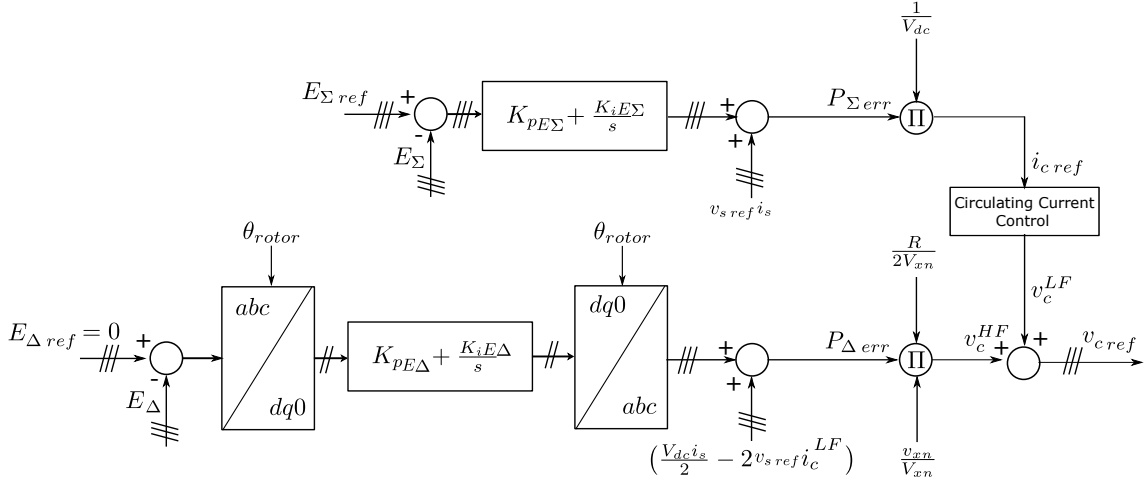 1/V_dc
E_Σ ref
+
-
E_Σ
K_pEΣ + K_iEΣ/s
+
+
v_s ref i_s
P_Σ err
Π
i_c ref
Circulating Current
Control
v_c^LF
θ_rotor
θ_rotor
R/2V_xn
E_Δ ref = 0
+
-
E_Δ
abc
dq0
K_pEΔ + K_iEΔ/s
dq0
abc
+
+
(V_dc i_s/2 − 2v_s ref i_c^LF)
P_Δ err
Π
v_xn/V_xn
v_c^HF
+
+
v_c ref